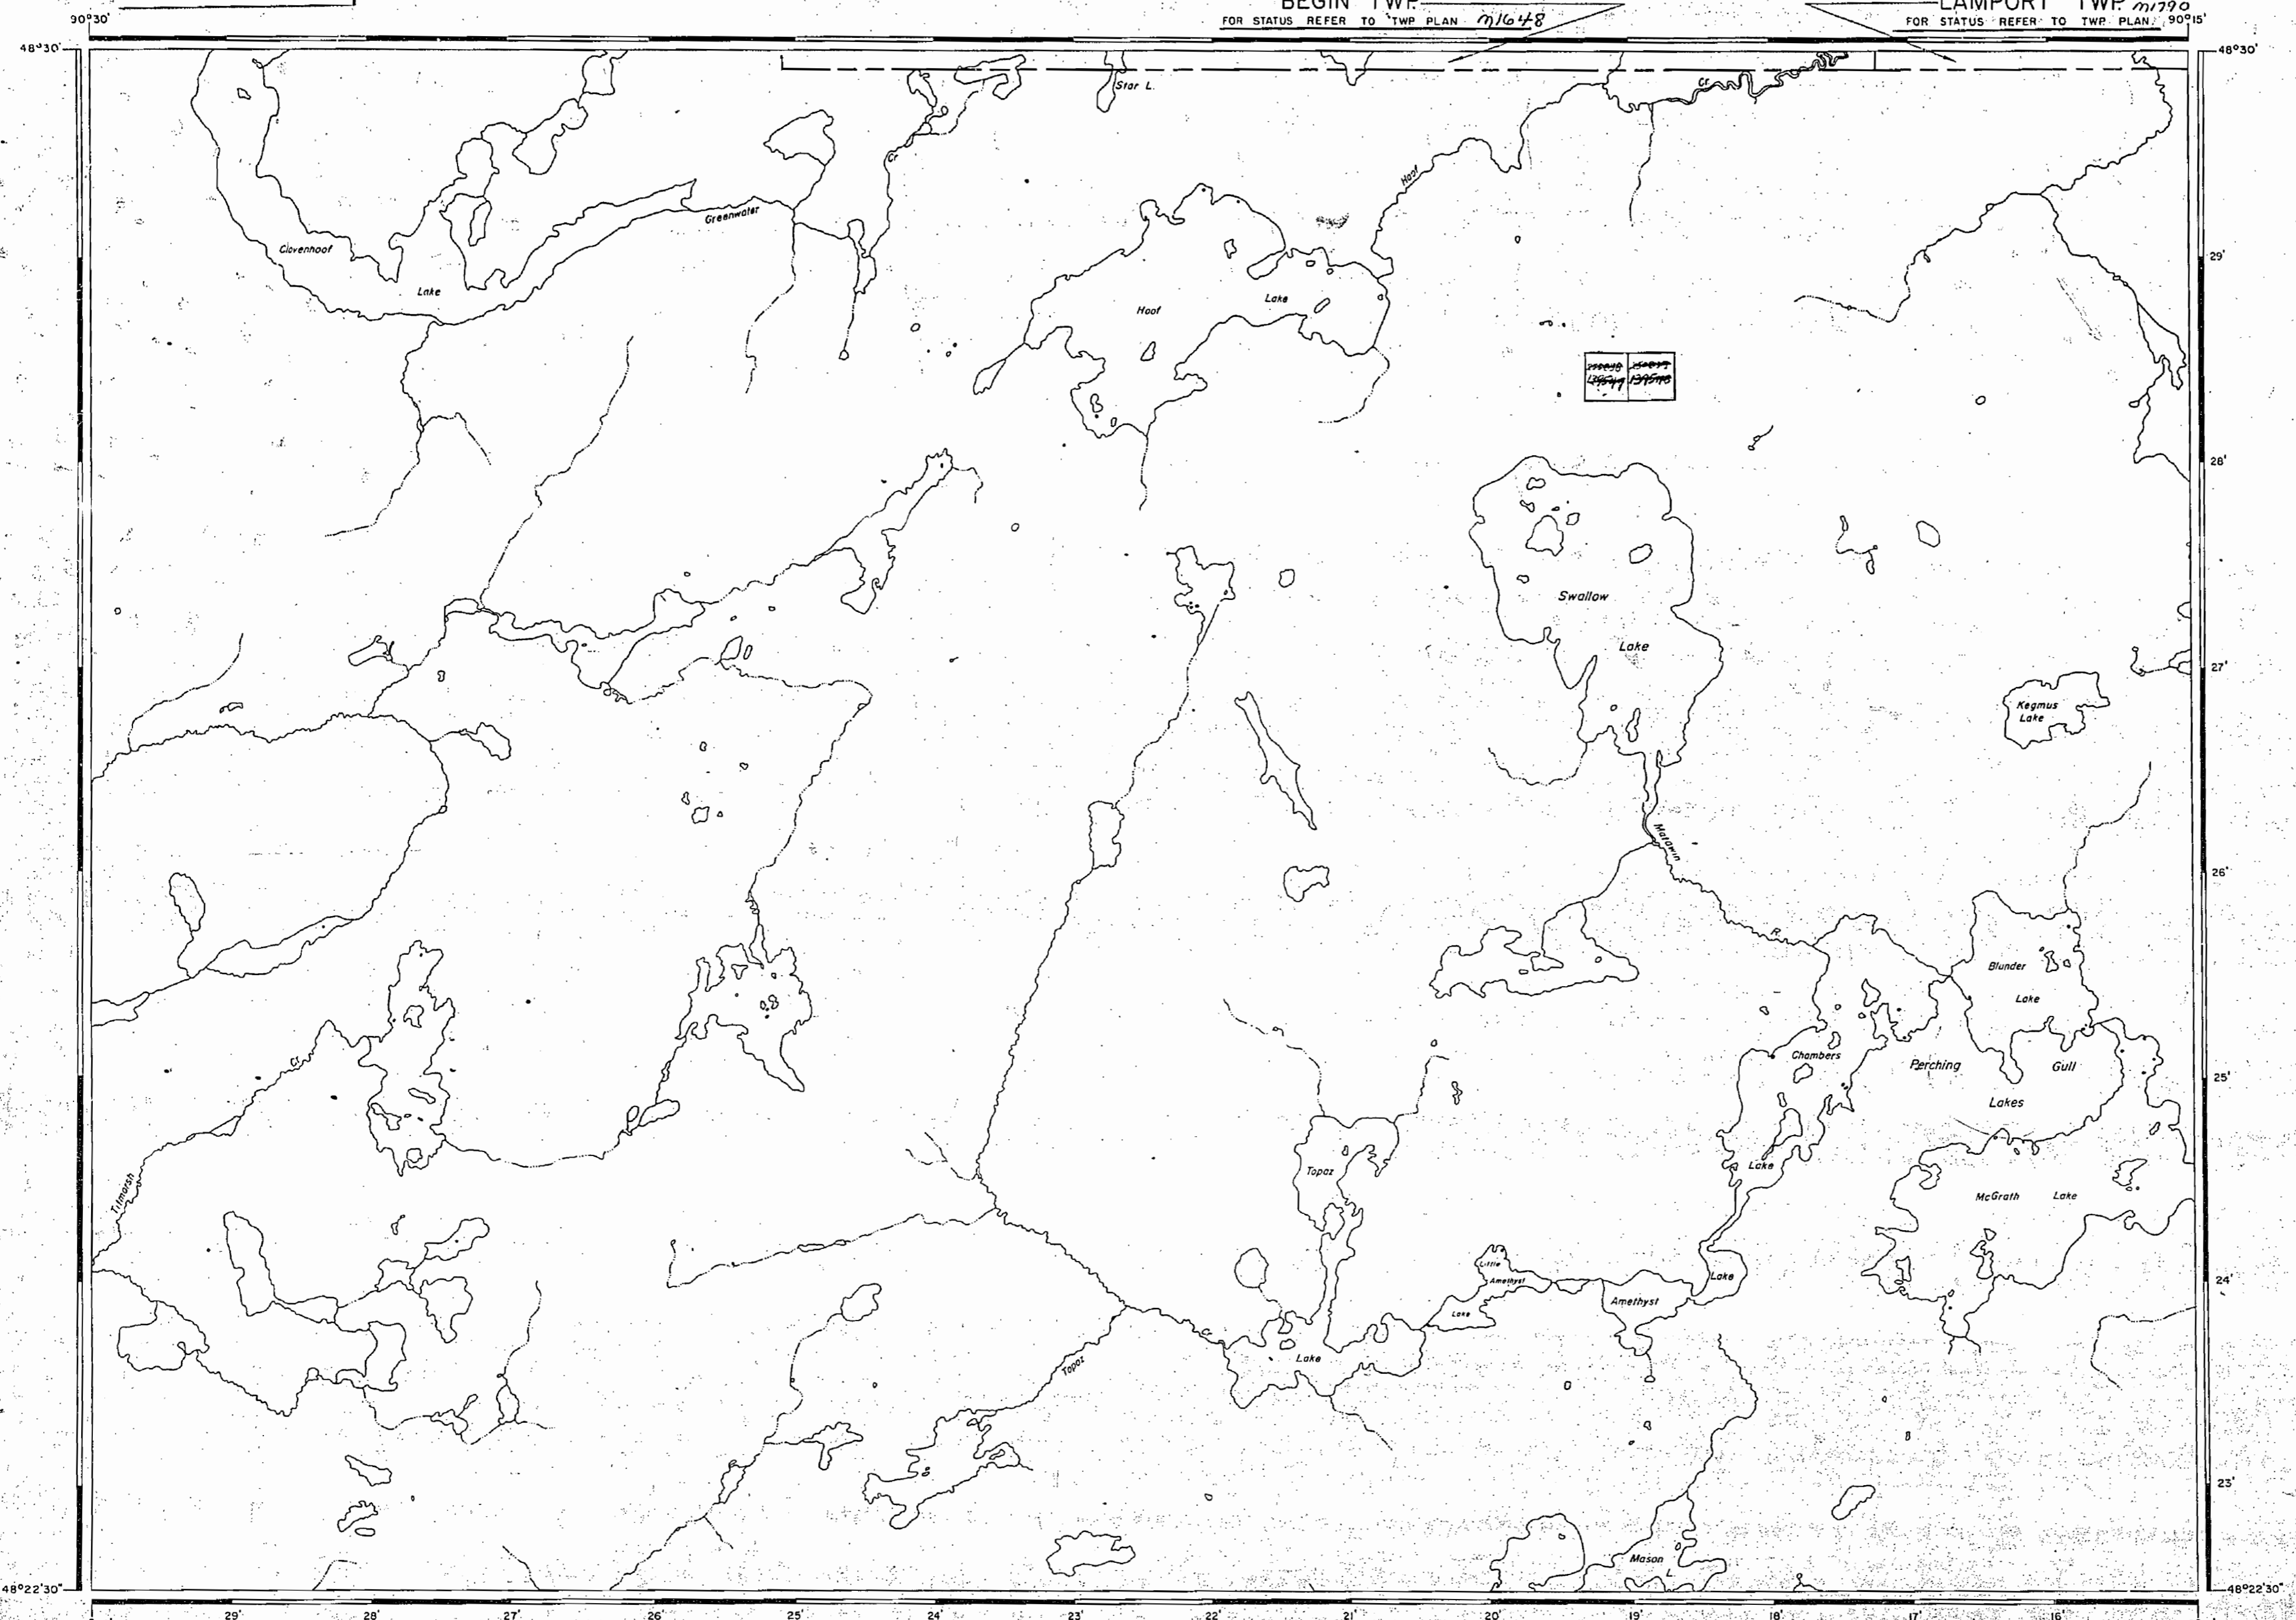 BEGIN TWP.
FOR STATUS REFER TO TWP PLAN M1648
LAMPORT TWP. M1790
FOR STATUS REFER TO TWP. PLAN.
90°30'
90°15'
48°30'
48°30'
Star L.
Cr.
Cr
Hoof
Greenwater
Clovenhoof
Lake
29'
Hoof
Lake
139547 139548
28'
Swallow
Lake
27'
Kegmus
Lake
Matawin
26'
R.
Blunder
Lake
Chambers
Perching
Gull
Cr
25'
Lakes
Lake
Topaz
Titmarsh
McGrath Lake
Little
Amethyst
Lake
24'
Amethyst
Lake
C
Lake
Topaz
23'
Mason
L
48°22'30"
48°22'30"
29' 28' 27' 26' 25' 24' 23' 22' 21' 20' 19' 18' 17' 16'